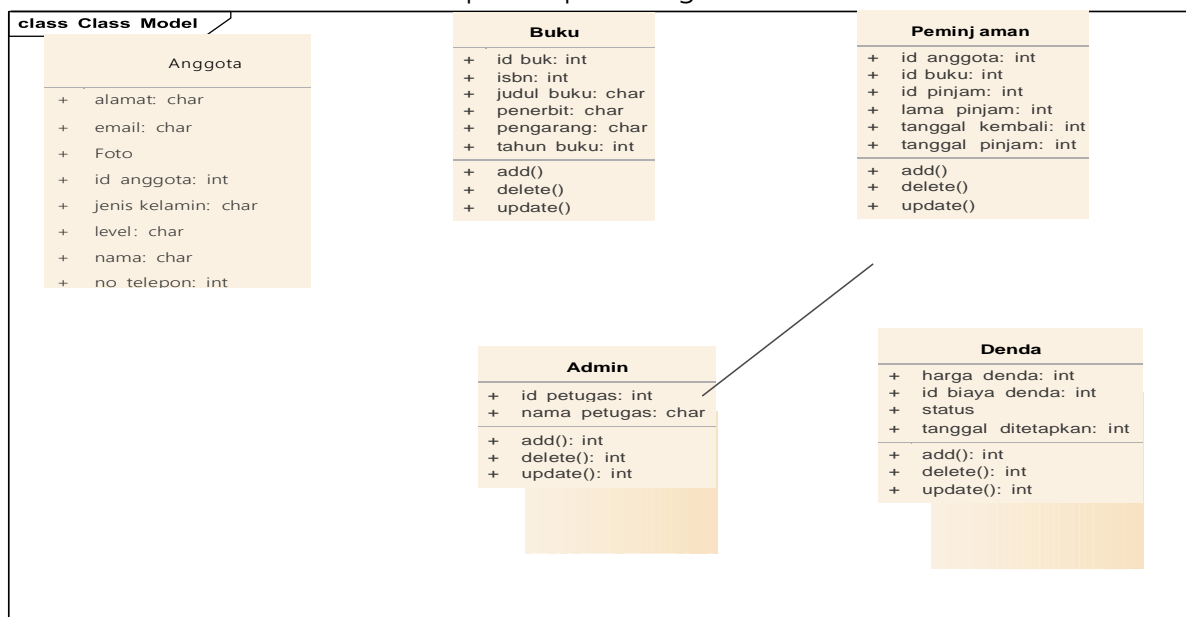 class Class Model
Anggota
+ alamat: char
+ email: char
+ Foto
+ id anggota: int
+ jenis kelamin: char
+ level: char
+ nama: char
+ no telepon: int
Buku
+ id buk: int
+ isbn: int
+ judul buku: char
+ penerbit: char
+ pengarang: char
+ tahun buku: int
+ add()
+ delete()
+ update()
Peminj aman
+ id anggota: int
+ id buku: int
+ id pinjam: int
+ lama pinjam: int
+ tanggal kembali: int
+ tanggal pinjam: int
+ add()
+ delete()
+ update()
Admin
+ id petugas: int
+ nama petugas: char
+ add(): int
+ delete(): int
+ update(): int
Denda
+ harga denda: int
+ id biaya denda: int
+ status
+ tanggal ditetapkan: int
+ add(): int
+ delete(): int
+ update(): int